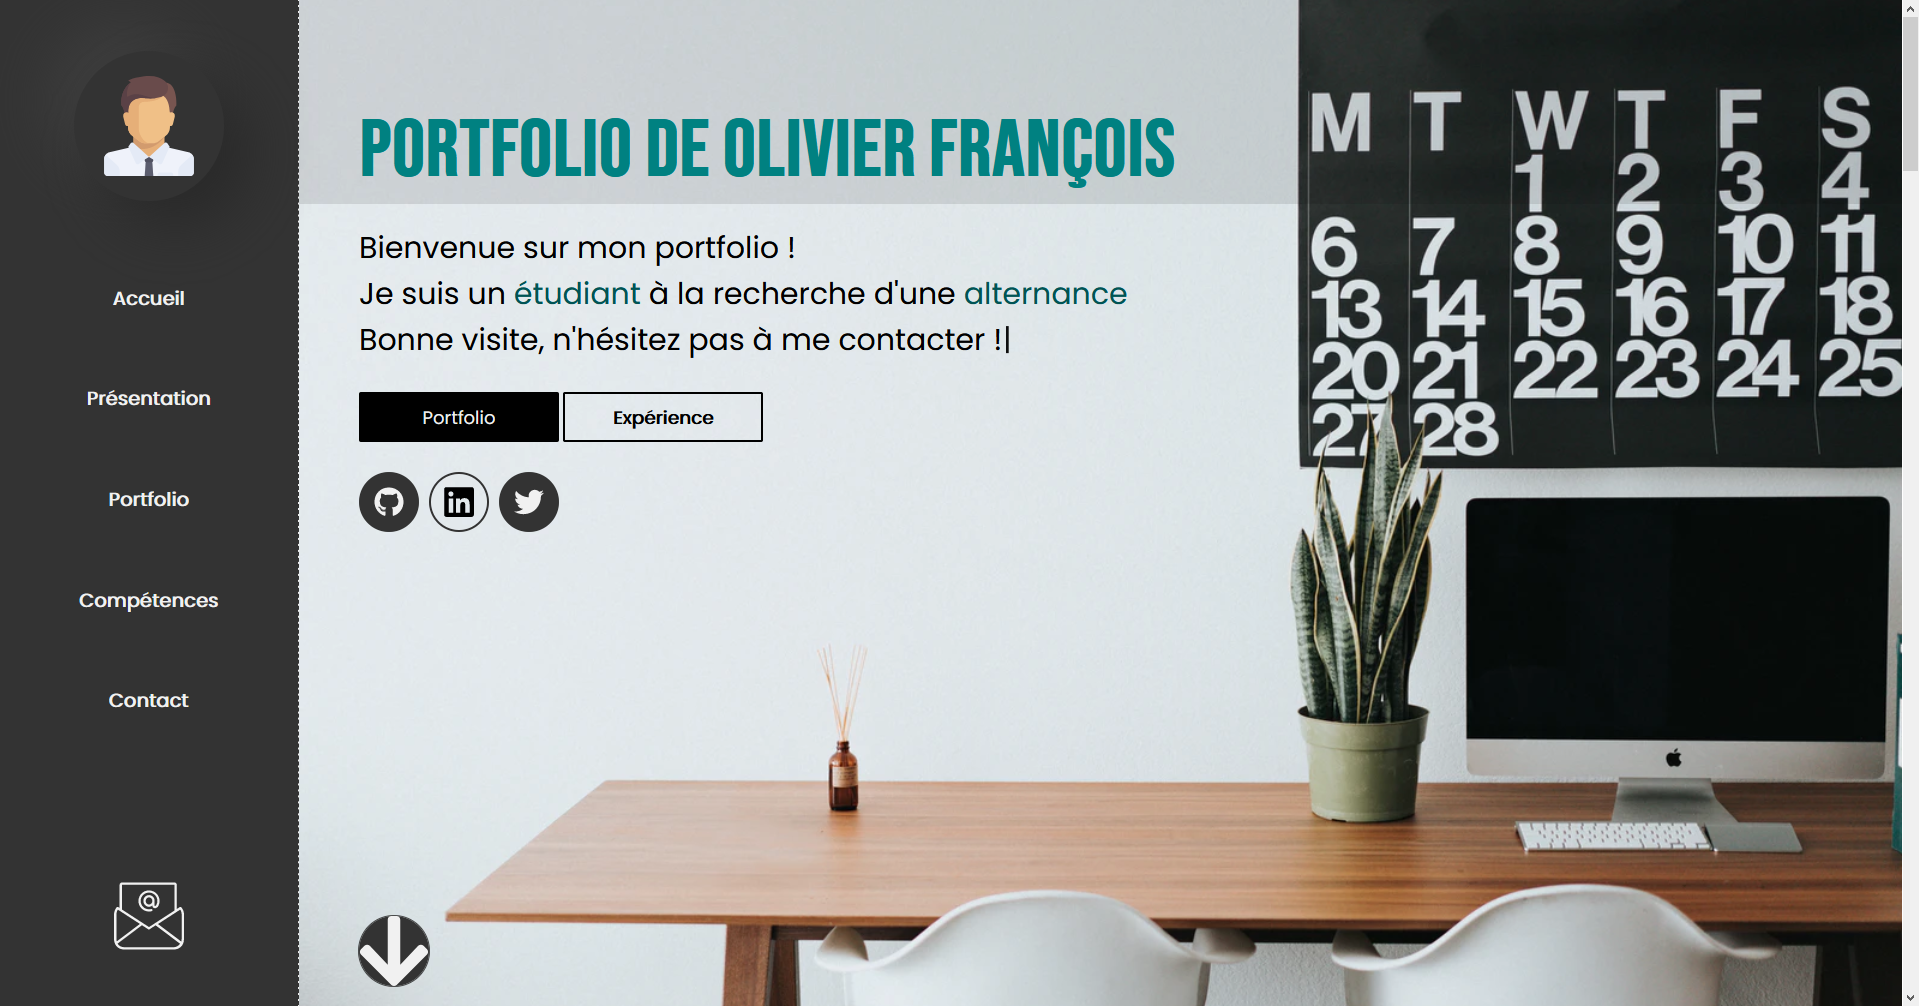 Accueil
Présentation
Portfolio
Compétences
Contact
@
PORTFOLIO DE OLIVIER FRANÇOIS
Bienvenue sur mon portfolio !
Je suis un étudiant à la recherche d'une alternance
Bonne visite, n'hésitez pas à me contacter !|
Portfolio
Expérience
in
M T W T F S
1 2 3 4
6 7 8 9 10 11
13 14 15 16 17 18
20 21 22 23 24 25
27 28